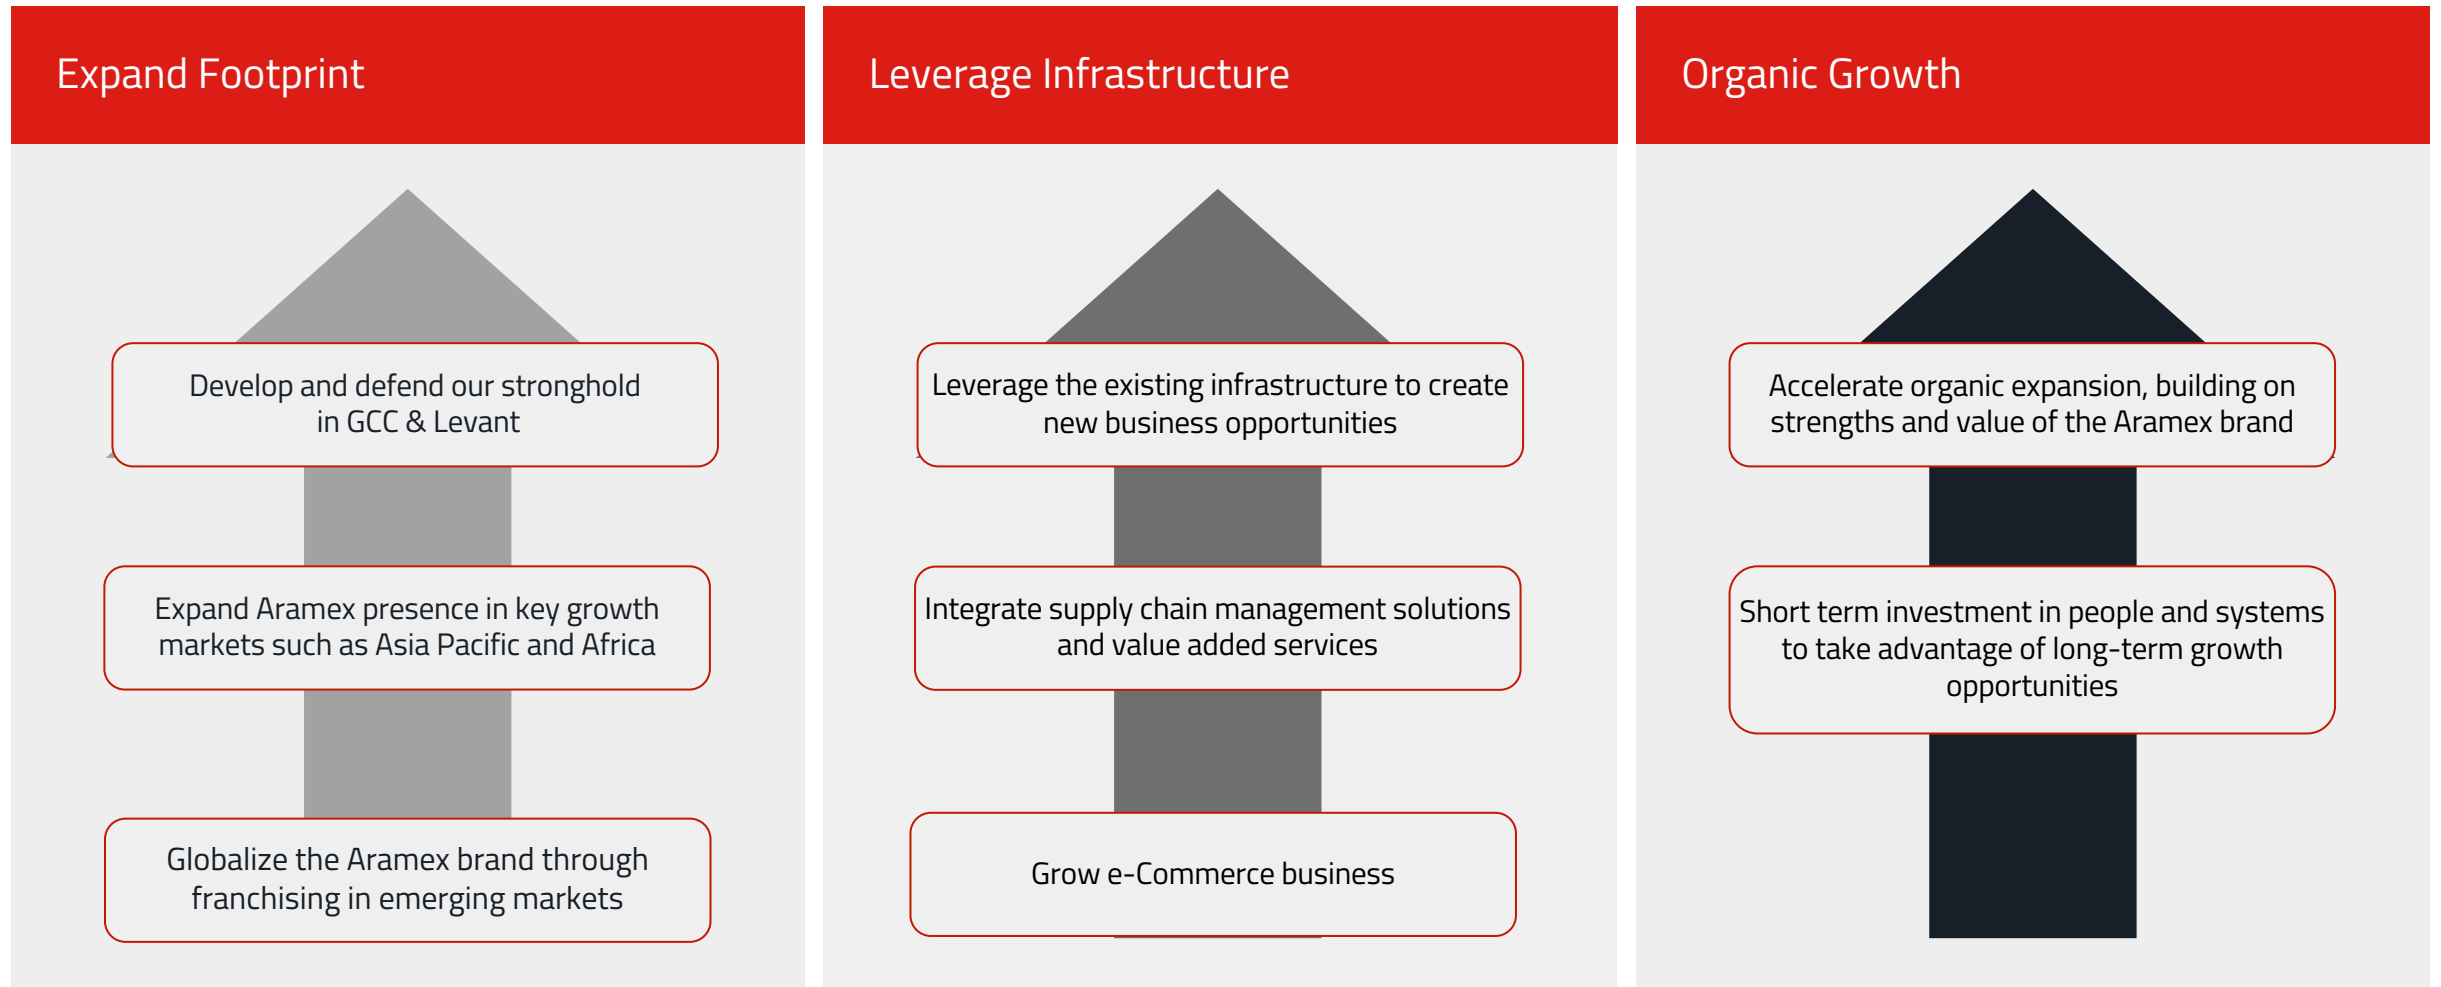 Expand Footprint
Develop and defend our stronghold
in GCC & Levant
Expand Aramex presence in key growth
markets such as Asia Pacific and Africa
Globalize the Aramex brand through
franchising in emerging markets
Leverage Infrastructure
Leverage the existing infrastructure to create
new business opportunities
Integrate supply chain management solutions
and value added services
Grow e-Commerce business
Organic Growth
Accelerate organic expansion, building on
strengths and value of the Aramex brand
Short term investment in people and systems
to take advantage of long-term growth
opportunities